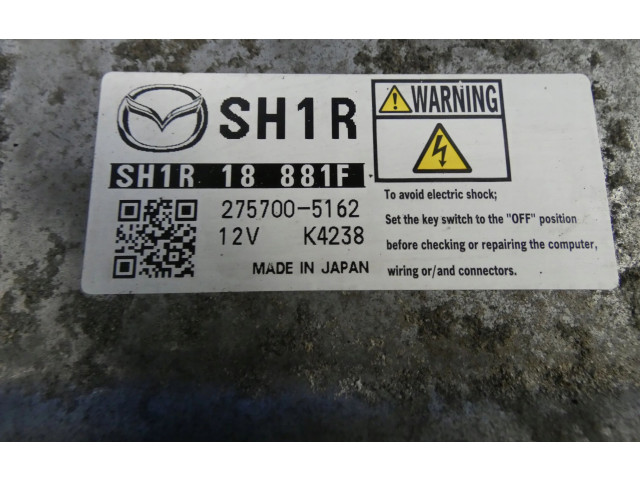 SH1R
SH1R 18 881F
275700-5162
12V K4238
MADE IN JAPAN
WARNING
To avoid electric shock;
Set the key switch to the "OFF" position
before checking or repairing the computer,
wiring or/and connectors.